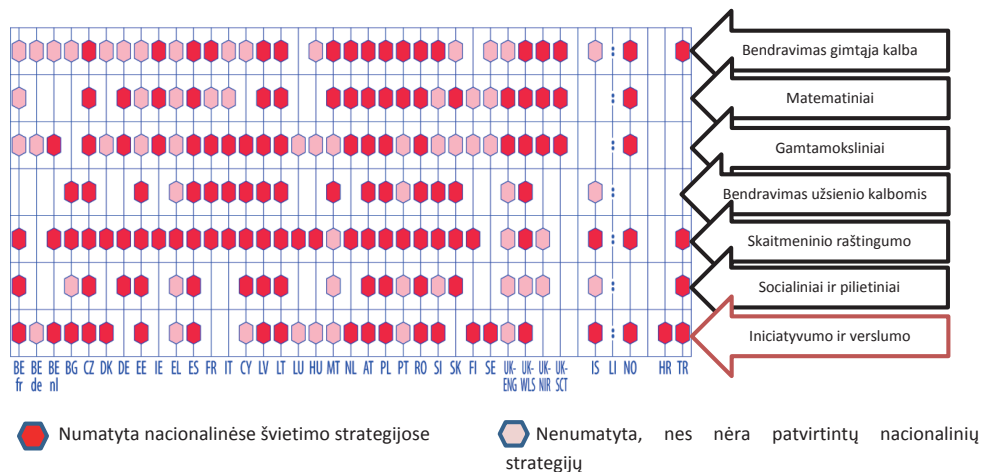 Bendravimas gimtąja kalba
Matematiniai
Gamtamoksliniai
Bendravimas užsienio kalbomis
Skaitmeninio raštingumo
Socialiniai ir pilietiniai
Iniciatyvumo ir verslumo
BE BE BE BG CZ DK DE EE IE EL ES FR IT CY LV LT LU HU MT NL AT PL PT RO SI SK FI SE UK- UK- UK- UK- IS LI NO HR TR
fr de nl ENG WLS NIR SCT
Numatyta nacionalinėse švietimo strategijose
Nenumatyta, nes nėra patvirtintų nacionalinių
strategijų